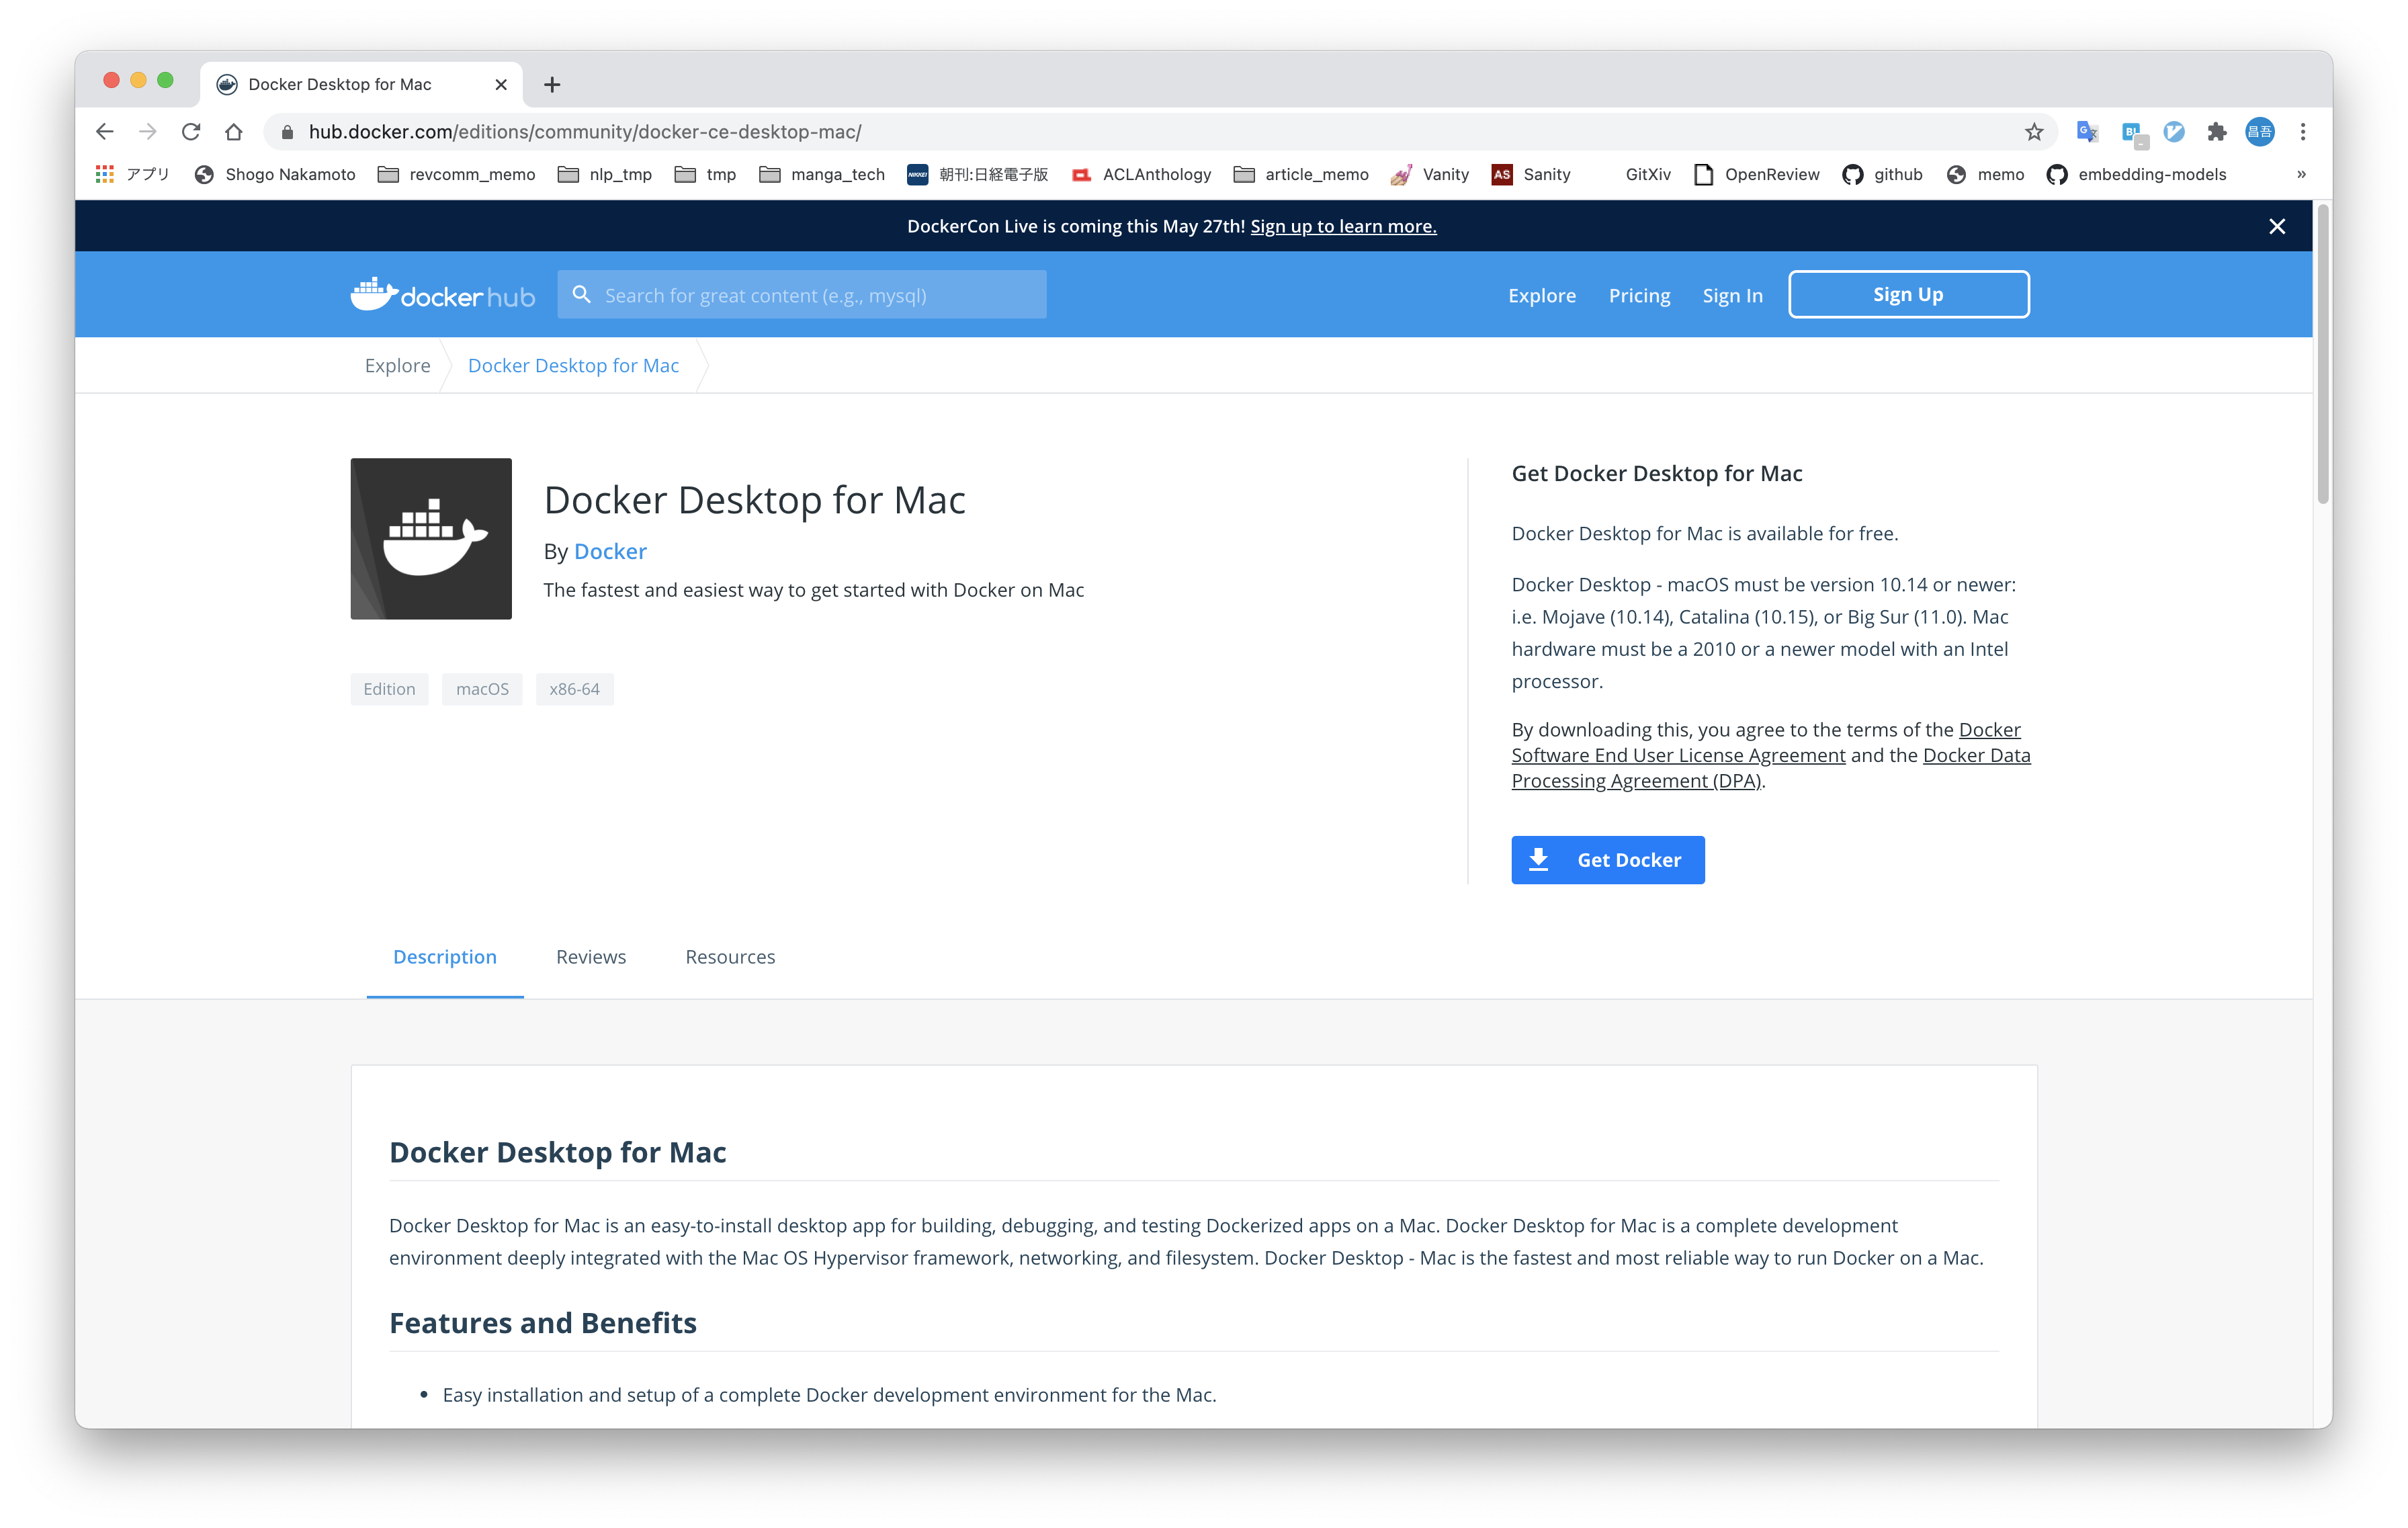 Docker Desktop for Mac
hub.docker.com/editions/community/docker-ce-desktop-mac/
昌吾
アプリ Shogo Nakamoto revcomm_memo nlp_tmp tmp manga_tech 朝刊:日経電子版 ACLAnthology article_memo Vanity AS Sanity GitXiv OpenReview github memo embedding-models »
DockerCon Live is coming this May 27th! Sign up to learn more.
docker hub Search for great content (e.g., mysql) Explore Pricing Sign In Sign Up
Explore Docker Desktop for Mac
Docker Desktop for Mac
By Docker
The fastest and easiest way to get started with Docker on Mac
Edition macOS x86-64
Get Docker Desktop for Mac
Docker Desktop for Mac is available for free.
Docker Desktop - macOS must be version 10.14 or newer:
i.e. Mojave (10.14), Catalina (10.15), or Big Sur (11.0). Mac
hardware must be a 2010 or a newer model with an Intel
processor.
By downloading this, you agree to the terms of the Docker
Software End User License Agreement and the Docker Data
Processing Agreement (DPA).
Get Docker
Description Reviews Resources
Docker Desktop for Mac
Docker Desktop for Mac is an easy-to-install desktop app for building, debugging, and testing Dockerized apps on a Mac. Docker Desktop for Mac is a complete development
environment deeply integrated with the Mac OS Hypervisor framework, networking, and filesystem. Docker Desktop - Mac is the fastest and most reliable way to run Docker on a Mac.
Features and Benefits
• Easy installation and setup of a complete Docker development environment for the Mac.